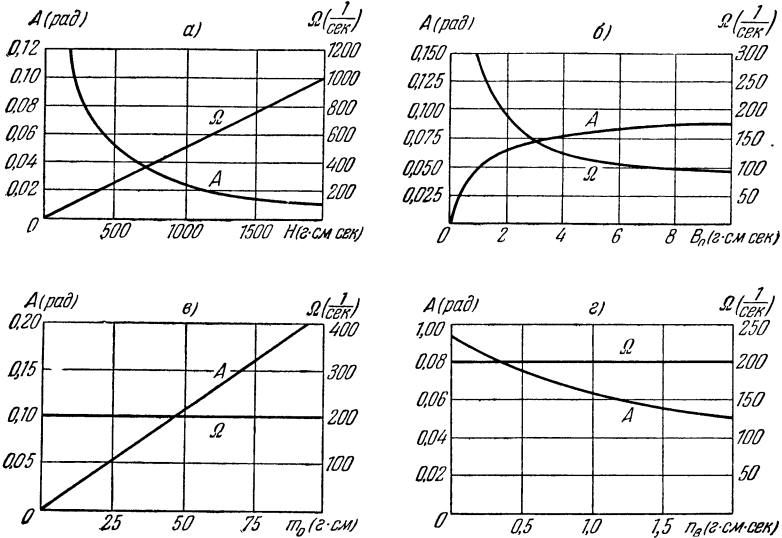 A (рад)
а)
Ω(1/сек)
0,12
0,10
0,08
0,06
0,04
0,02
0
1200
1000
800
600
400
200
Ω
A
500 1000 1500 H(г·см сек)
A (рад)
б)
Ω(1/сек)
0,150
0,125
0,100
0,075
0,050
0,025
0
300
250
200
150
100
50
A
Ω
2 4 6 8 Bп(г·см сек)
A (рад)
в)
Ω(1/сек)
0,20
0,15
0,10
0,05
0
400
300
200
100
A
Ω
25 50 75 m₀(г·см)
A (рад)
г)
Ω(1/сек)
1,00
0,08
0,06
0,04
0,02
0
250
200
150
100
50
Ω
A
0,5 1,0 1,5 nв(г·см·сек)